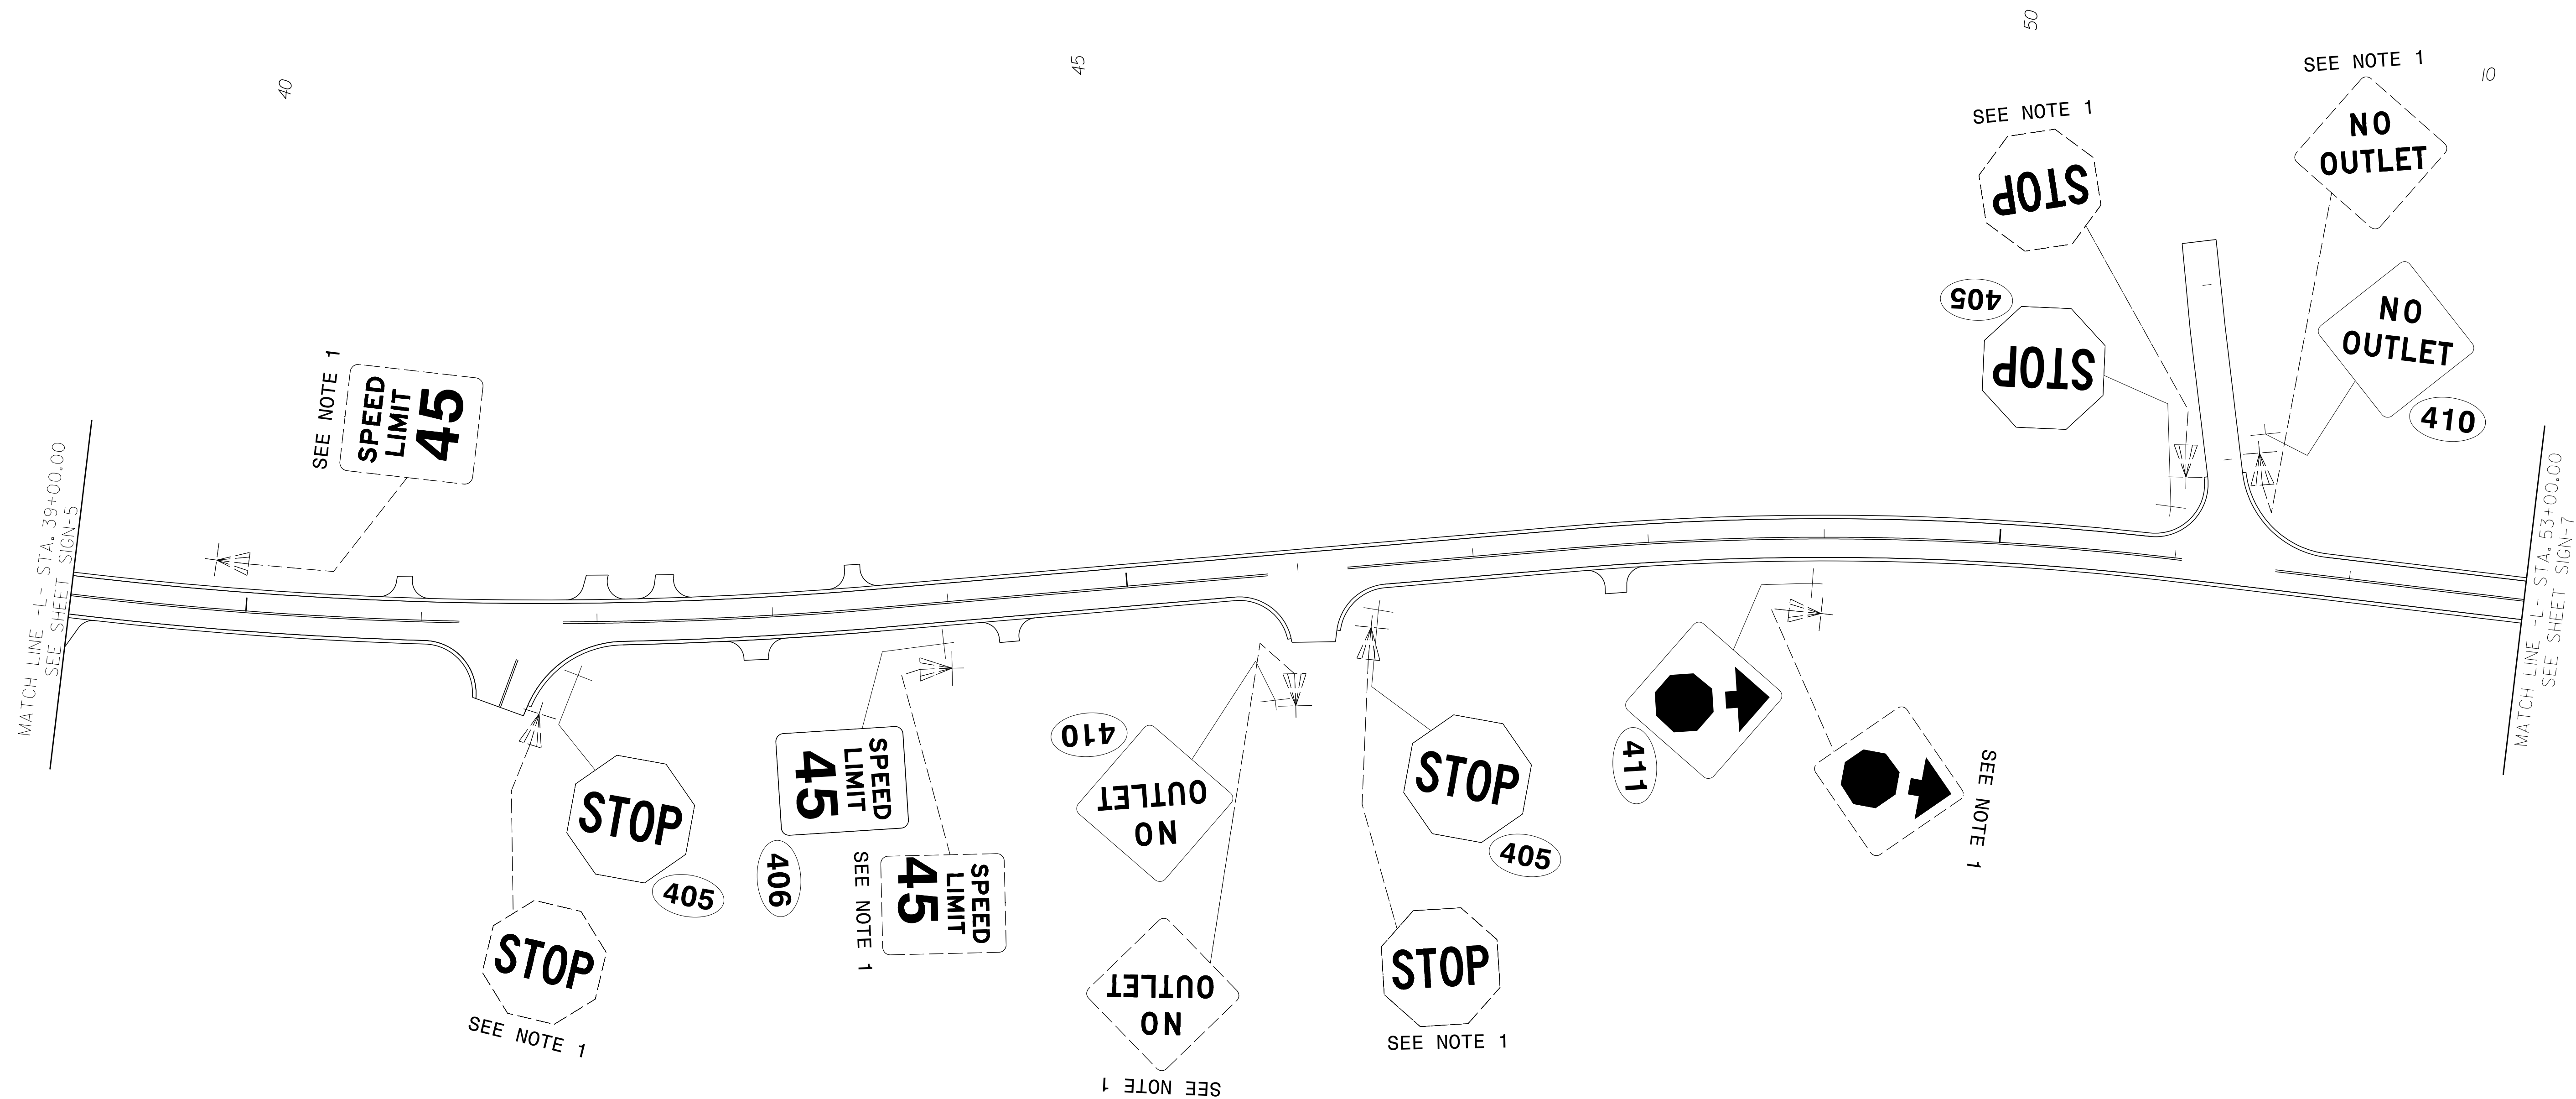 40
45
50
10
SEE NOTE 1
NO
OUTLET
SEE NOTE 1
STOP
405
STOP
NO
OUTLET
410
SEE NOTE 1
SPEED
LIMIT
45
MATCH LINE -L- STA. 39+00.00
SEE SHEET SIGN-5
MATCH LINE -L- STA. 53+00.00
SEE SHEET SIGN-7
STOP
405
STOP
SEE NOTE 1
SPEED
LIMIT
45
406
SPEED
LIMIT
45
SEE NOTE 1
410
NO
OUTLET
NO
OUTLET
SEE NOTE 1
STOP
405
STOP
SEE NOTE 1
411
SEE NOTE 1